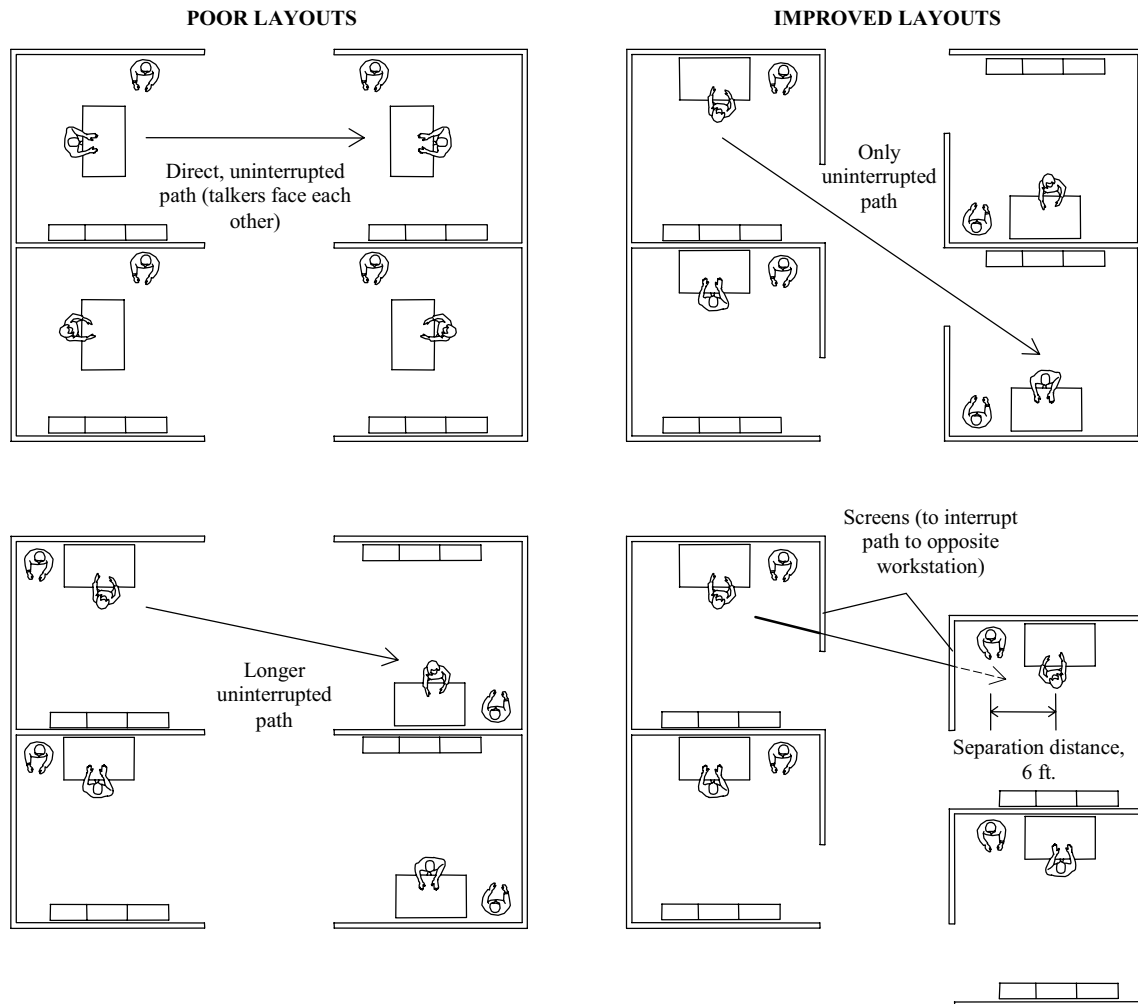 POOR LAYOUTS
IMPROVED LAYOUTS
Direct, uninterrupted
path (talkers face each
other)
Only
uninterrupted
path
Longer
uninterrupted
path
Screens (to interrupt
path to opposite
workstation)
Separation distance,
6 ft.